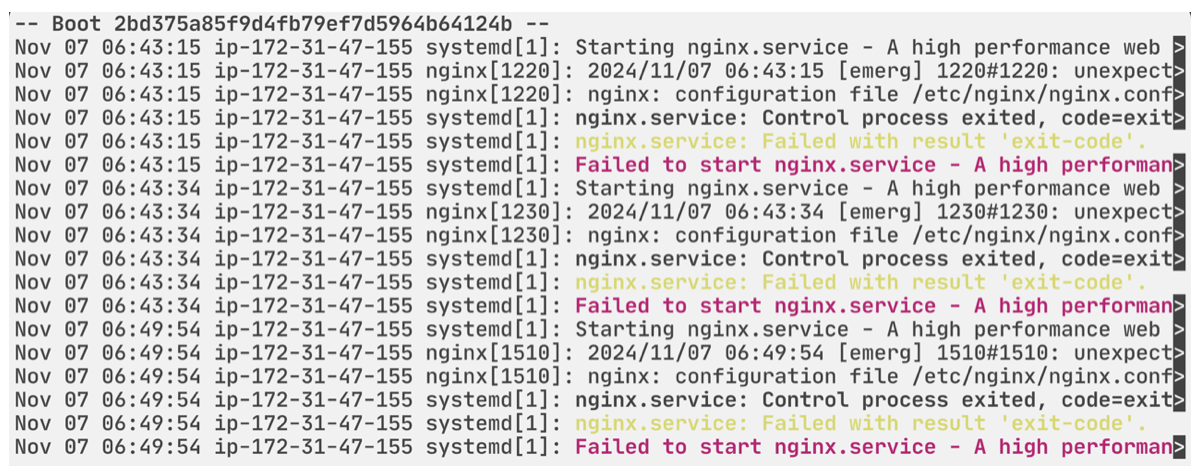 -- Boot 2bd375a85f9d4fb79ef7d5964b64124b --
Nov 07 06:43:15 ip-172-31-47-155 systemd[1]: Starting nginx.service - A high performance web >
Nov 07 06:43:15 ip-172-31-47-155 nginx[1220]: 2024/11/07 06:43:15 [emerg] 1220#1220: unexpect>
Nov 07 06:43:15 ip-172-31-47-155 nginx[1220]: nginx: configuration file /etc/nginx/nginx.conf>
Nov 07 06:43:15 ip-172-31-47-155 systemd[1]: nginx.service: Control process exited, code=exit>
Nov 07 06:43:15 ip-172-31-47-155 systemd[1]: nginx.service: Failed with result 'exit-code'.
Nov 07 06:43:15 ip-172-31-47-155 systemd[1]: Failed to start nginx.service - A high performan>
Nov 07 06:43:34 ip-172-31-47-155 systemd[1]: Starting nginx.service - A high performance web >
Nov 07 06:43:34 ip-172-31-47-155 nginx[1230]: 2024/11/07 06:43:34 [emerg] 1230#1230: unexpect>
Nov 07 06:43:34 ip-172-31-47-155 nginx[1230]: nginx: configuration file /etc/nginx/nginx.conf>
Nov 07 06:43:34 ip-172-31-47-155 systemd[1]: nginx.service: Control process exited, code=exit>
Nov 07 06:43:34 ip-172-31-47-155 systemd[1]: nginx.service: Failed with result 'exit-code'.
Nov 07 06:43:34 ip-172-31-47-155 systemd[1]: Failed to start nginx.service - A high performan>
Nov 07 06:49:54 ip-172-31-47-155 systemd[1]: Starting nginx.service - A high performance web >
Nov 07 06:49:54 ip-172-31-47-155 nginx[1510]: 2024/11/07 06:49:54 [emerg] 1510#1510: unexpect>
Nov 07 06:49:54 ip-172-31-47-155 nginx[1510]: nginx: configuration file /etc/nginx/nginx.conf>
Nov 07 06:49:54 ip-172-31-47-155 systemd[1]: nginx.service: Control process exited, code=exit>
Nov 07 06:49:54 ip-172-31-47-155 systemd[1]: nginx.service: Failed with result 'exit-code'.
Nov 07 06:49:54 ip-172-31-47-155 systemd[1]: Failed to start nginx.service - A high performan>